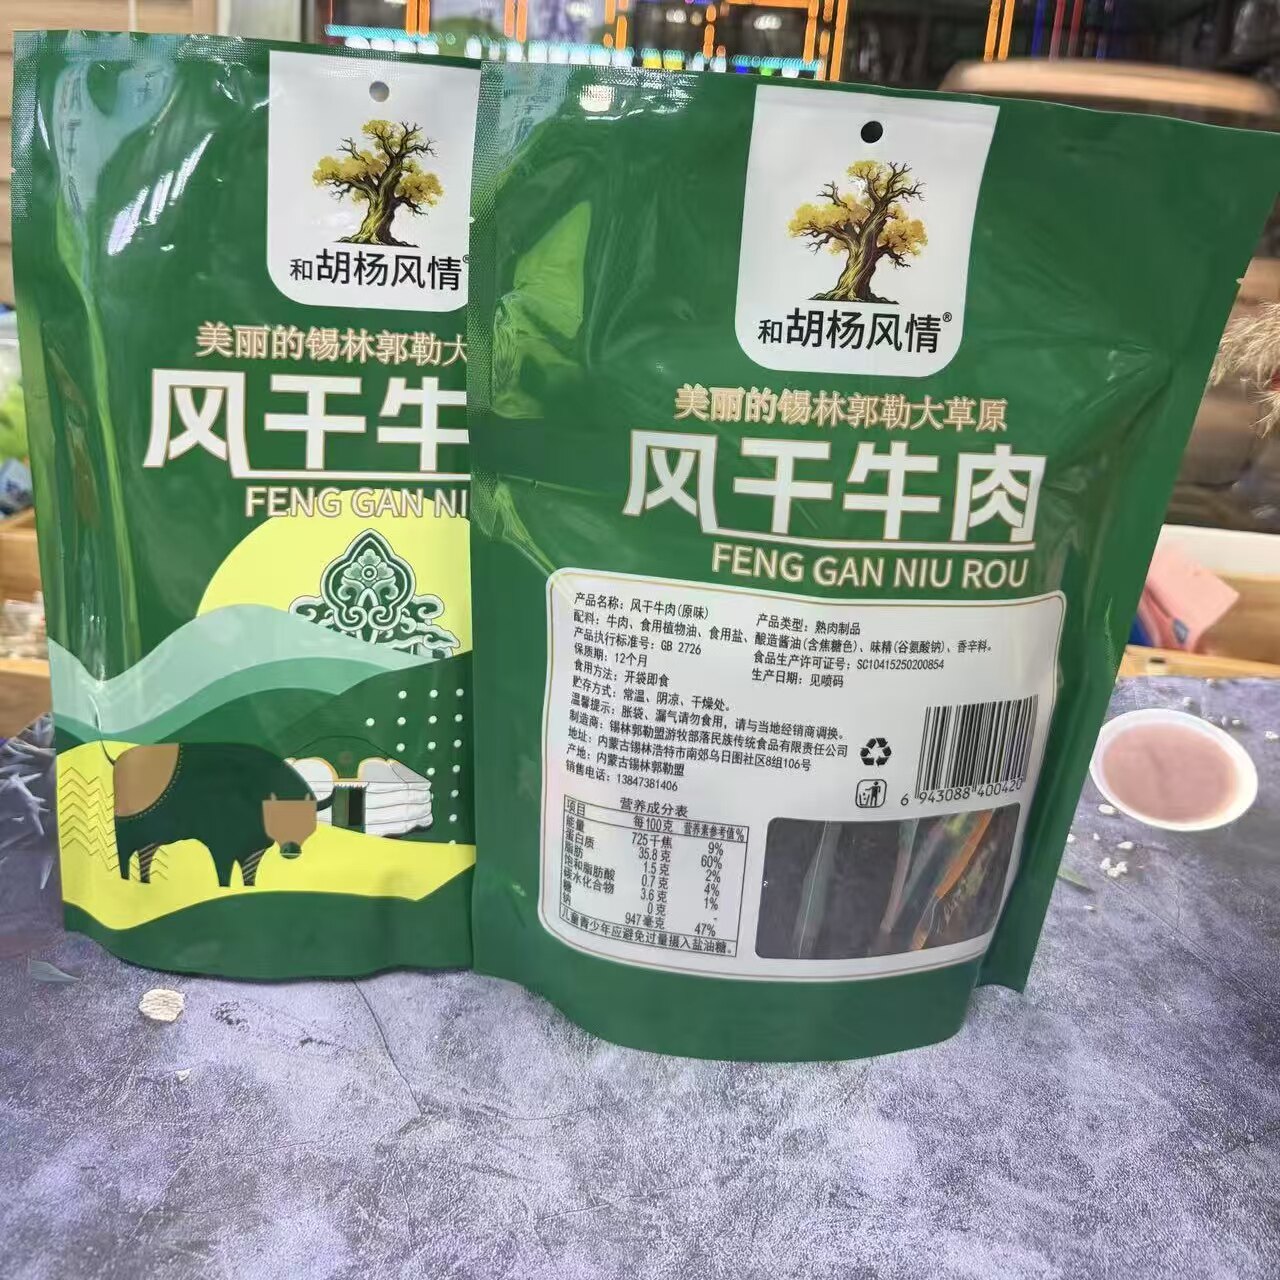 和胡杨风情
美丽的锡林郭勒大
风干牛
FENG GAN NI
和胡杨风情®
美丽的锡林郭勒大草原
风干牛肉
FENG GAN NIU ROU
产品名称：风干牛肉(原味)
产品类型：熟肉制品
配料：牛肉、食用植物油、食用盐、酿造酱油(含焦糖色)、味精(谷氨酸钠)、香辛料。
产品执行标准号：GB 2726
食品生产许可证号：SC10415250200854
保质期：12个月
生产日期：见喷码
食用方法：开袋即食
贮存方式：常温、阴凉、干燥处。
温馨提示：胀袋、漏气请勿食用，请与当地经销商调换。
制造商：锡林郭勒盟游牧部落民族传统食品有限责任公司
地址：内蒙古锡林浩特市南郊乌日图社区8组106号
产地：内蒙古锡林郭勒盟
销售电话：13847381406
6 943088 400420
营养成分表
项目 每100克 营养素参考值%
能量 725千焦 9%
蛋白质 35.8克 60%
脂肪 1.5克 2%
饱和脂肪酸 0.7克 4%
碳水化合物 3.6克 1%
糖 0克 -
钠 947毫克 47%
儿童青少年应避免过量摄入盐油糖。